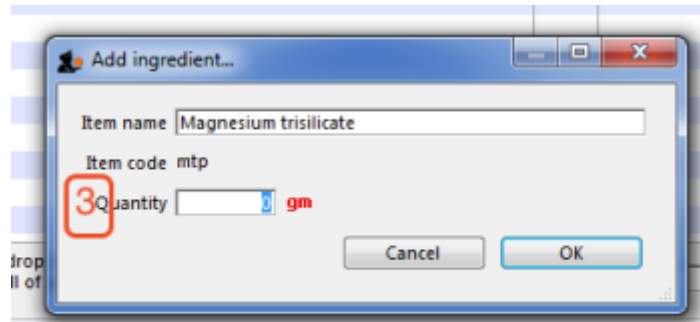 Add ingredient...
Item name Magnesium trisilicate
Item code mtp
3 Quantity 0 gm
Cancel OK
drop
ll of